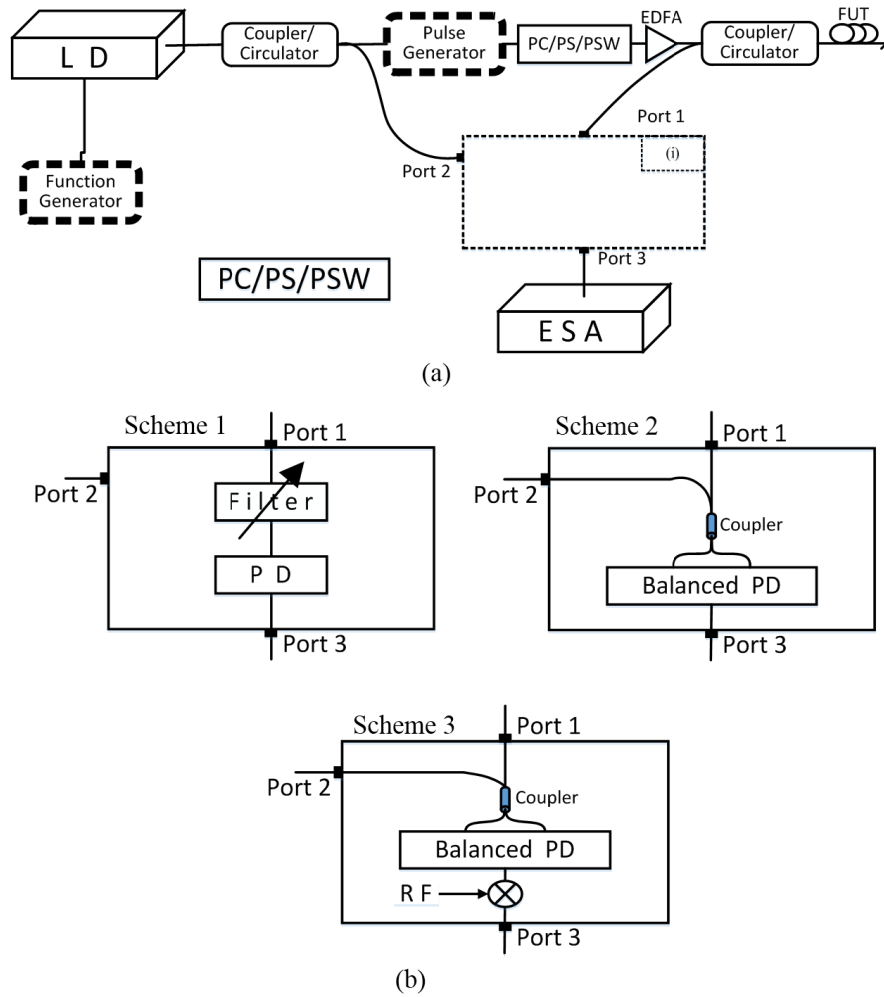 L D
Coupler/
Circulator
Pulse
Generator
PC/PS/PSW
EDFA
Coupler/
Circulator
FUT
Function
Generator
Port 1
Port 2
(i)
Port 3
PC/PS/PSW
E S A
(a)
Scheme 1
Port 1
Port 2
Filter
P D
Port 3
Scheme 2
Port 1
Port 2
Coupler
Balanced PD
Port 3
Scheme 3
Port 1
Port 2
Coupler
Balanced PD
R F
Port 3
(b)